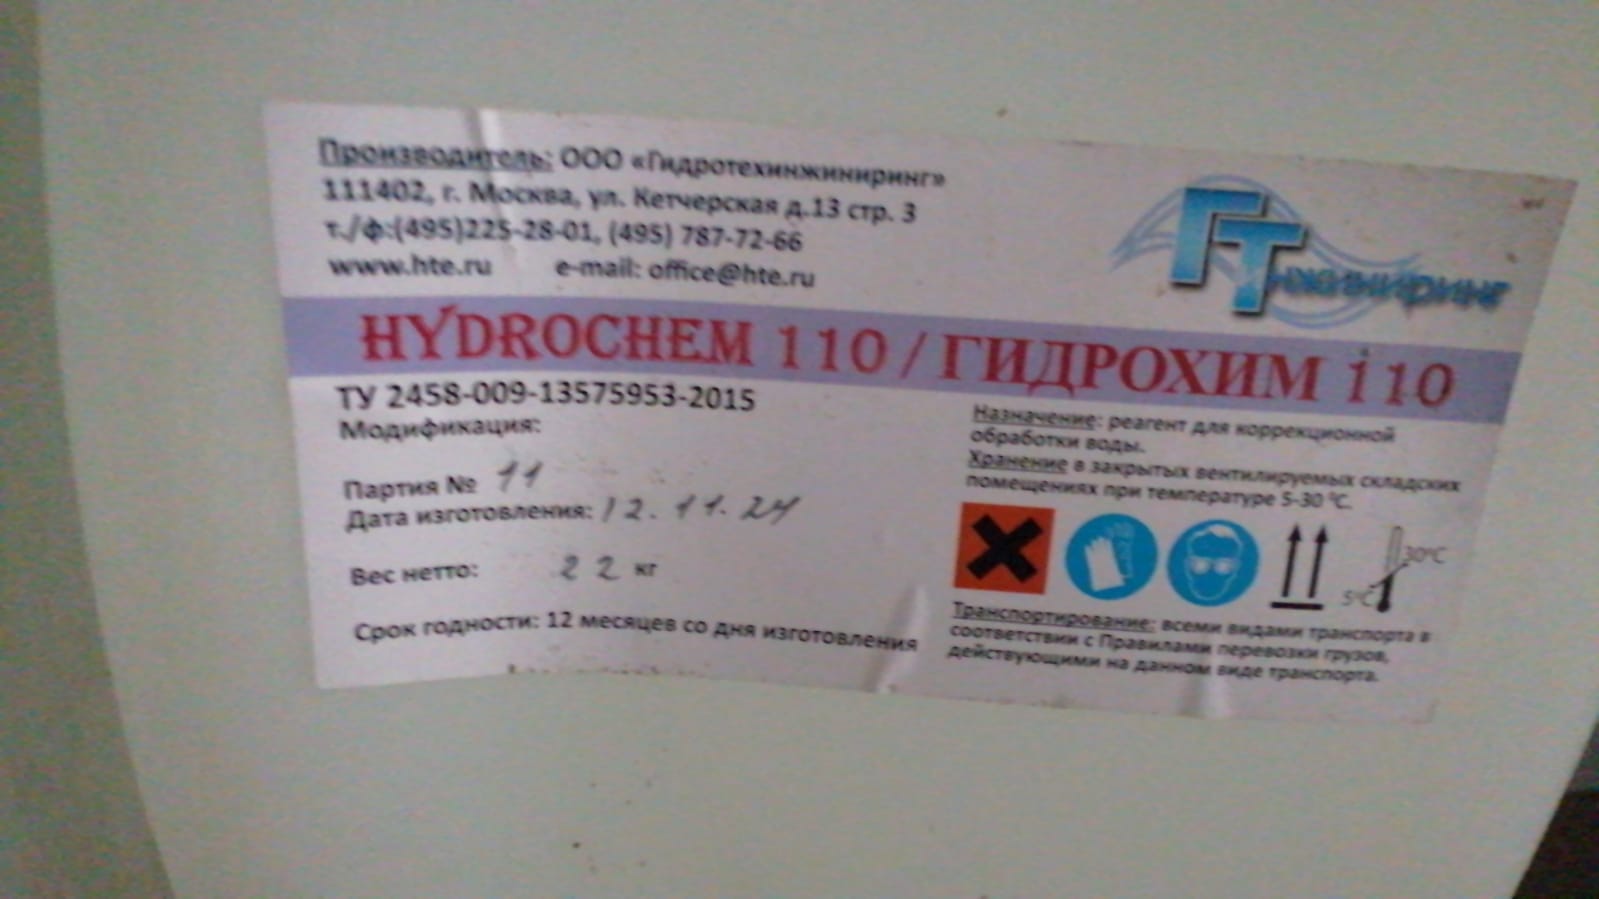 Производитель: ООО «Гидротехинжиниринг»
111402, г. Москва, ул. Кетчерская д.13 стр. 3
т./ф:(495)225-28-01, (495) 787-72-66
www.hte.ru e-mail: office@hte.ru
ГТ
инжиниринг
HYDROCHEM 110 / ГИДРОХИМ 110
ТУ 2458-009-13575953-2015
Модификация:
Партия № 11
Дата изготовления: 12.11.24
Вес нетто: 22 кг
Срок годности: 12 месяцев со дня изготовления
Назначение: реагент для коррекционной
обработки воды.
Хранение в закрытых вентилируемых складских
помещениях при температуре 5-30 °С.
30°C
5°C
Транспортирование: всеми видами транспорта в
соответствии с Правилами перевозки грузов,
действующими на данном виде транспорта.